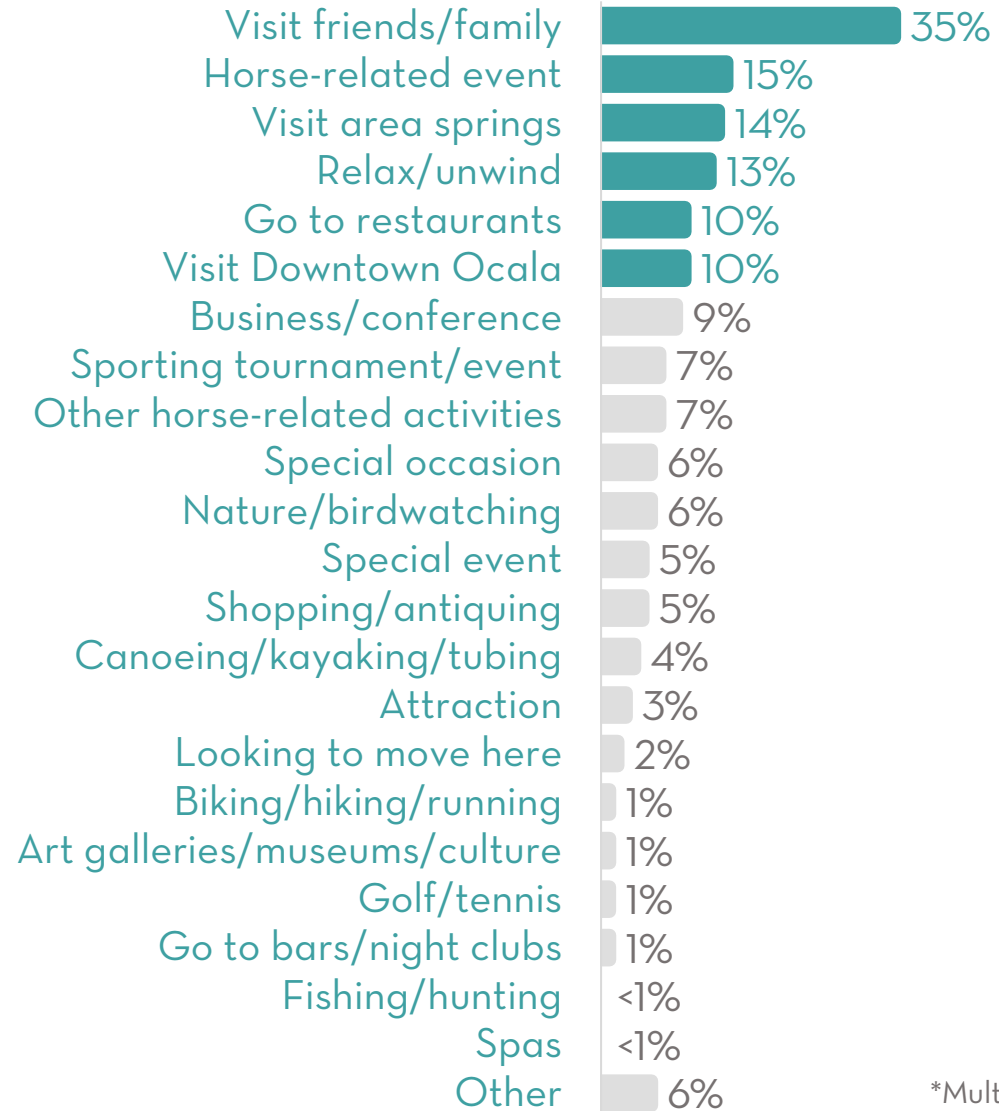 Visit friends/family 35%
Horse-related event 15%
Visit area springs 14%
Relax/unwind 13%
Go to restaurants 10%
Visit Downtown Ocala 10%
Business/conference 9%
Sporting tournament/event 7%
Other horse-related activities 7%
Special occasion 6%
Nature/birdwatching 6%
Special event 5%
Shopping/antiquing 5%
Canoeing/kayaking/tubing 4%
Attraction 3%
Looking to move here 2%
Biking/hiking/running 1%
Art galleries/museums/culture 1%
Golf/tennis 1%
Go to bars/night clubs 1%
Fishing/hunting <1%
Spas <1%
Other 6%
*Mult